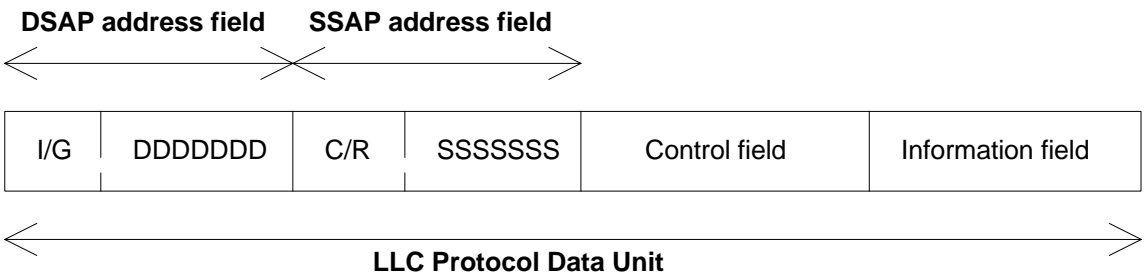 DSAP address field SSAP address field
I/G DDDDDDD C/R SSSSSSS Control field Information field
LLC Protocol Data Unit